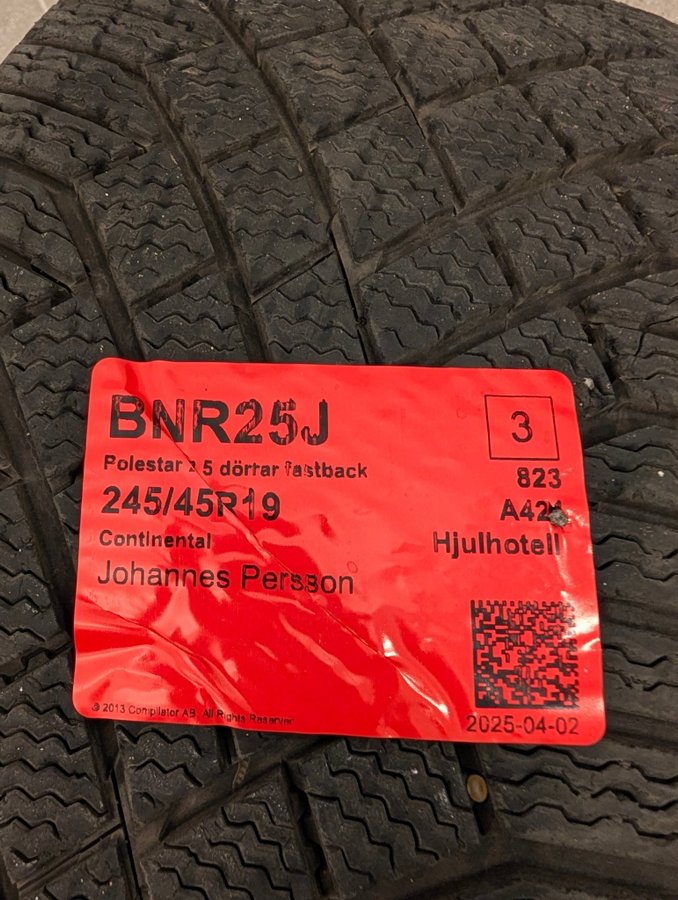 BNR25J
3
Polestar 2 5 dörrar fastback
823
245/45R19
A421
Continental
Hjulhotell
Johannes Persson
© 2013 Compilator AB, All Rights Reserved
2025-04-02